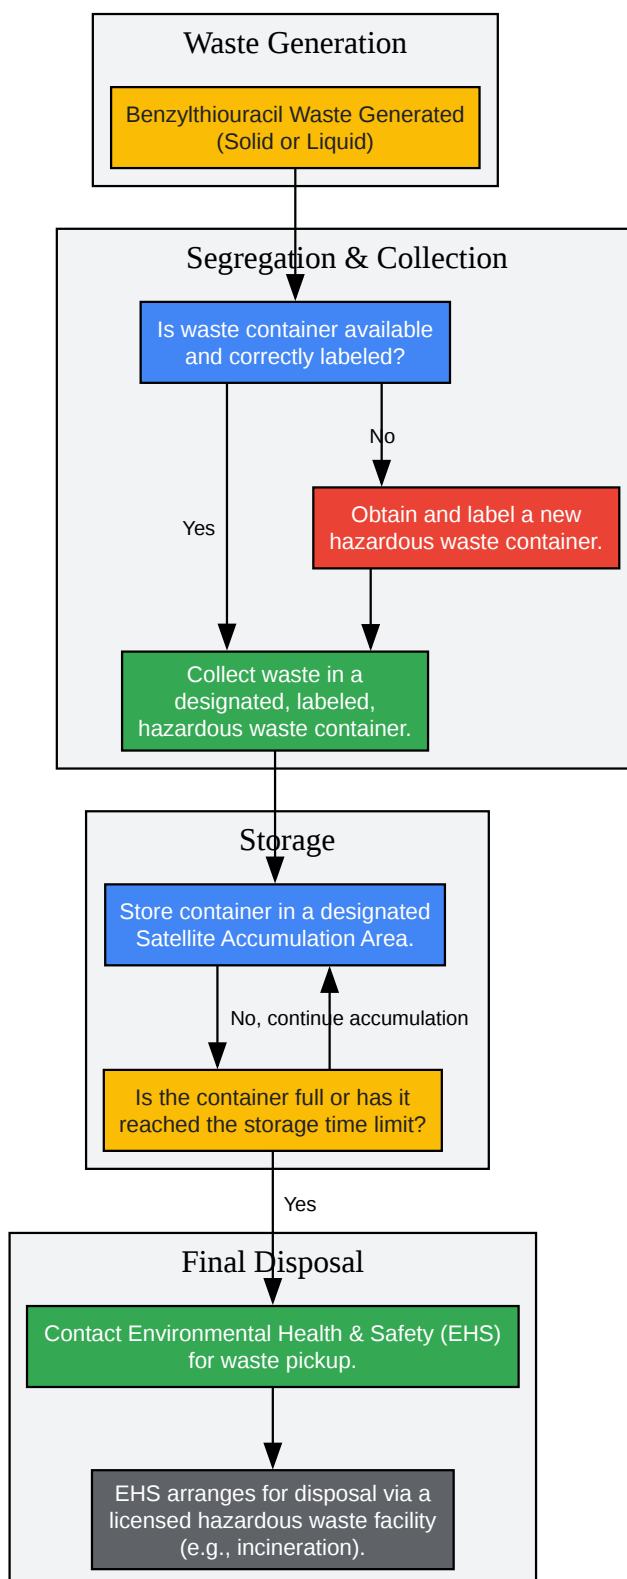 Waste Generation
Benzylthiouracil Waste Generated
(Solid or Liquid)
Segregation & Collection
Is waste container available
and correctly labeled?
No
Obtain and label a new
hazardous waste container.
Yes
Collect waste in a
designated, labeled,
hazardous waste container.
Storage
Store container in a designated
Satellite Accumulation Area.
No, continue accumulation
Is the container full or has it
reached the storage time limit?
Yes
Final Disposal
Contact Environmental Health & Safety (EHS)
for waste pickup.
EHS arranges for disposal via a
licensed hazardous waste facility
(e.g., incineration).